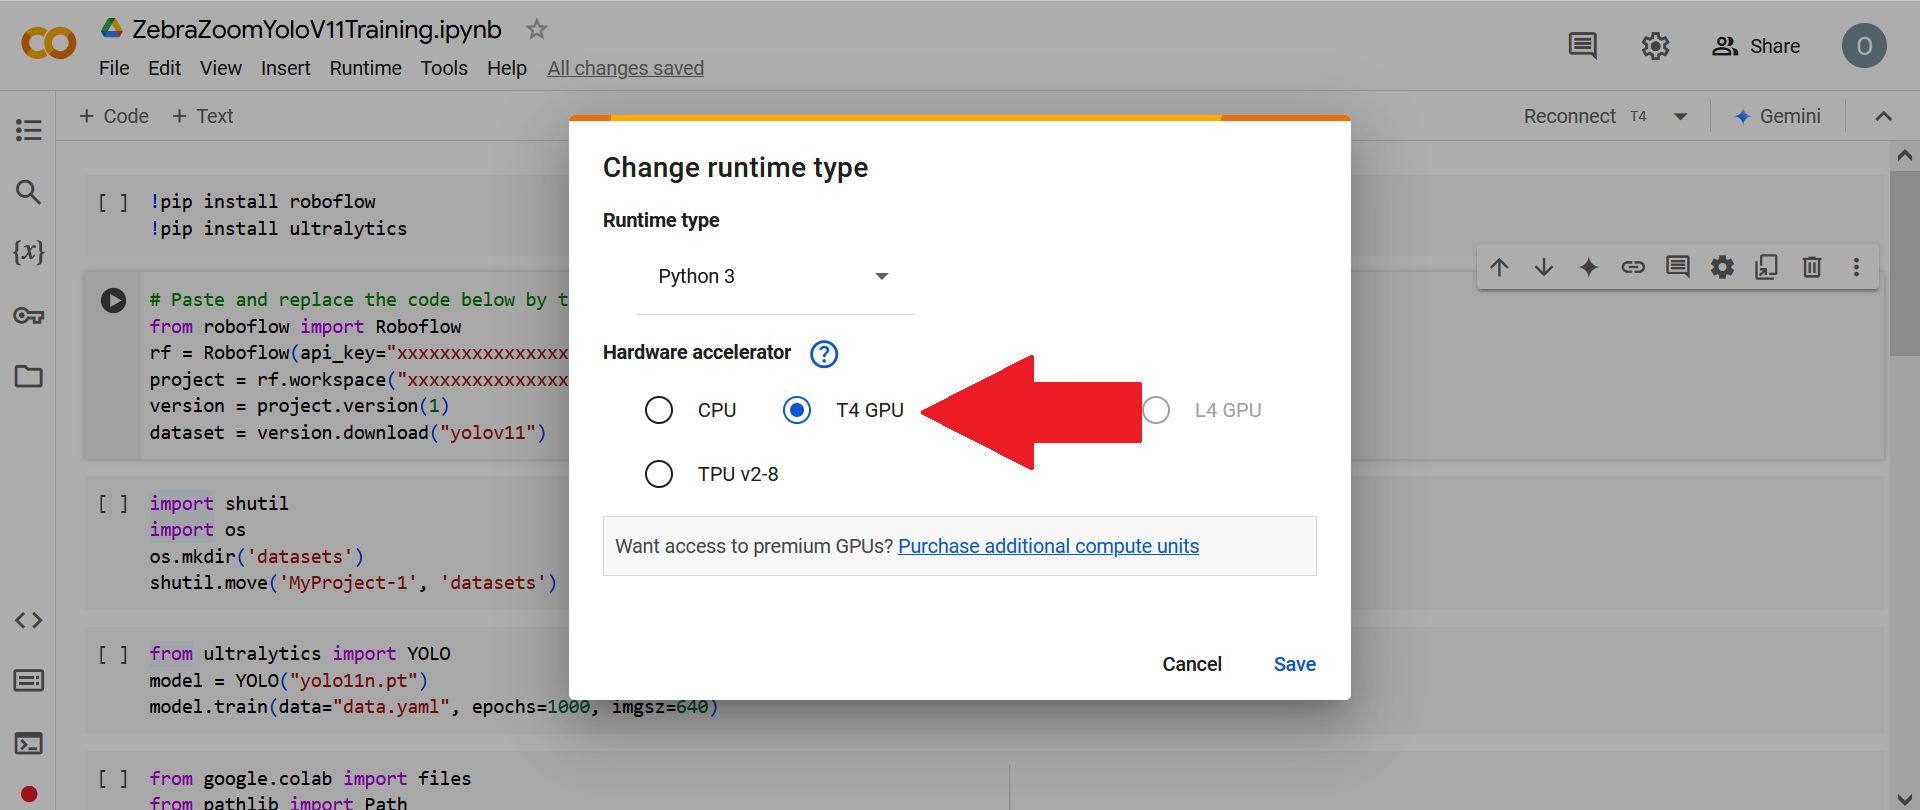 ZebraZoomYoloV11Training.ipynb
File Edit View Insert Runtime Tools Help All changes saved
Share
O
+ Code + Text
Reconnect T4
Gemini
[ ] !pip install roboflow
!pip install ultralytics
{x}
# Paste and replace the code below by t
from roboflow import Roboflow
rf = Roboflow(api_key="xxxxxxxxxxxxxxxx
project = rf.workspace("xxxxxxxxxxxxxxx
version = project.version(1)
dataset = version.download("yolov11")
[ ] import shutil
import os
os.mkdir('datasets')
shutil.move('MyProject-1', 'datasets')
[ ] from ultralytics import YOLO
model = YOLO("yolo11n.pt")
model.train(data="data.yaml", epochs=1000, imgsz=640)
[ ] from google.colab import files
from pathlib import Path
Change runtime type
Runtime type
Python 3
Hardware accelerator ?
CPU T4 GPU L4 GPU
TPU v2-8
Want access to premium GPUs? Purchase additional compute units
Cancel Save